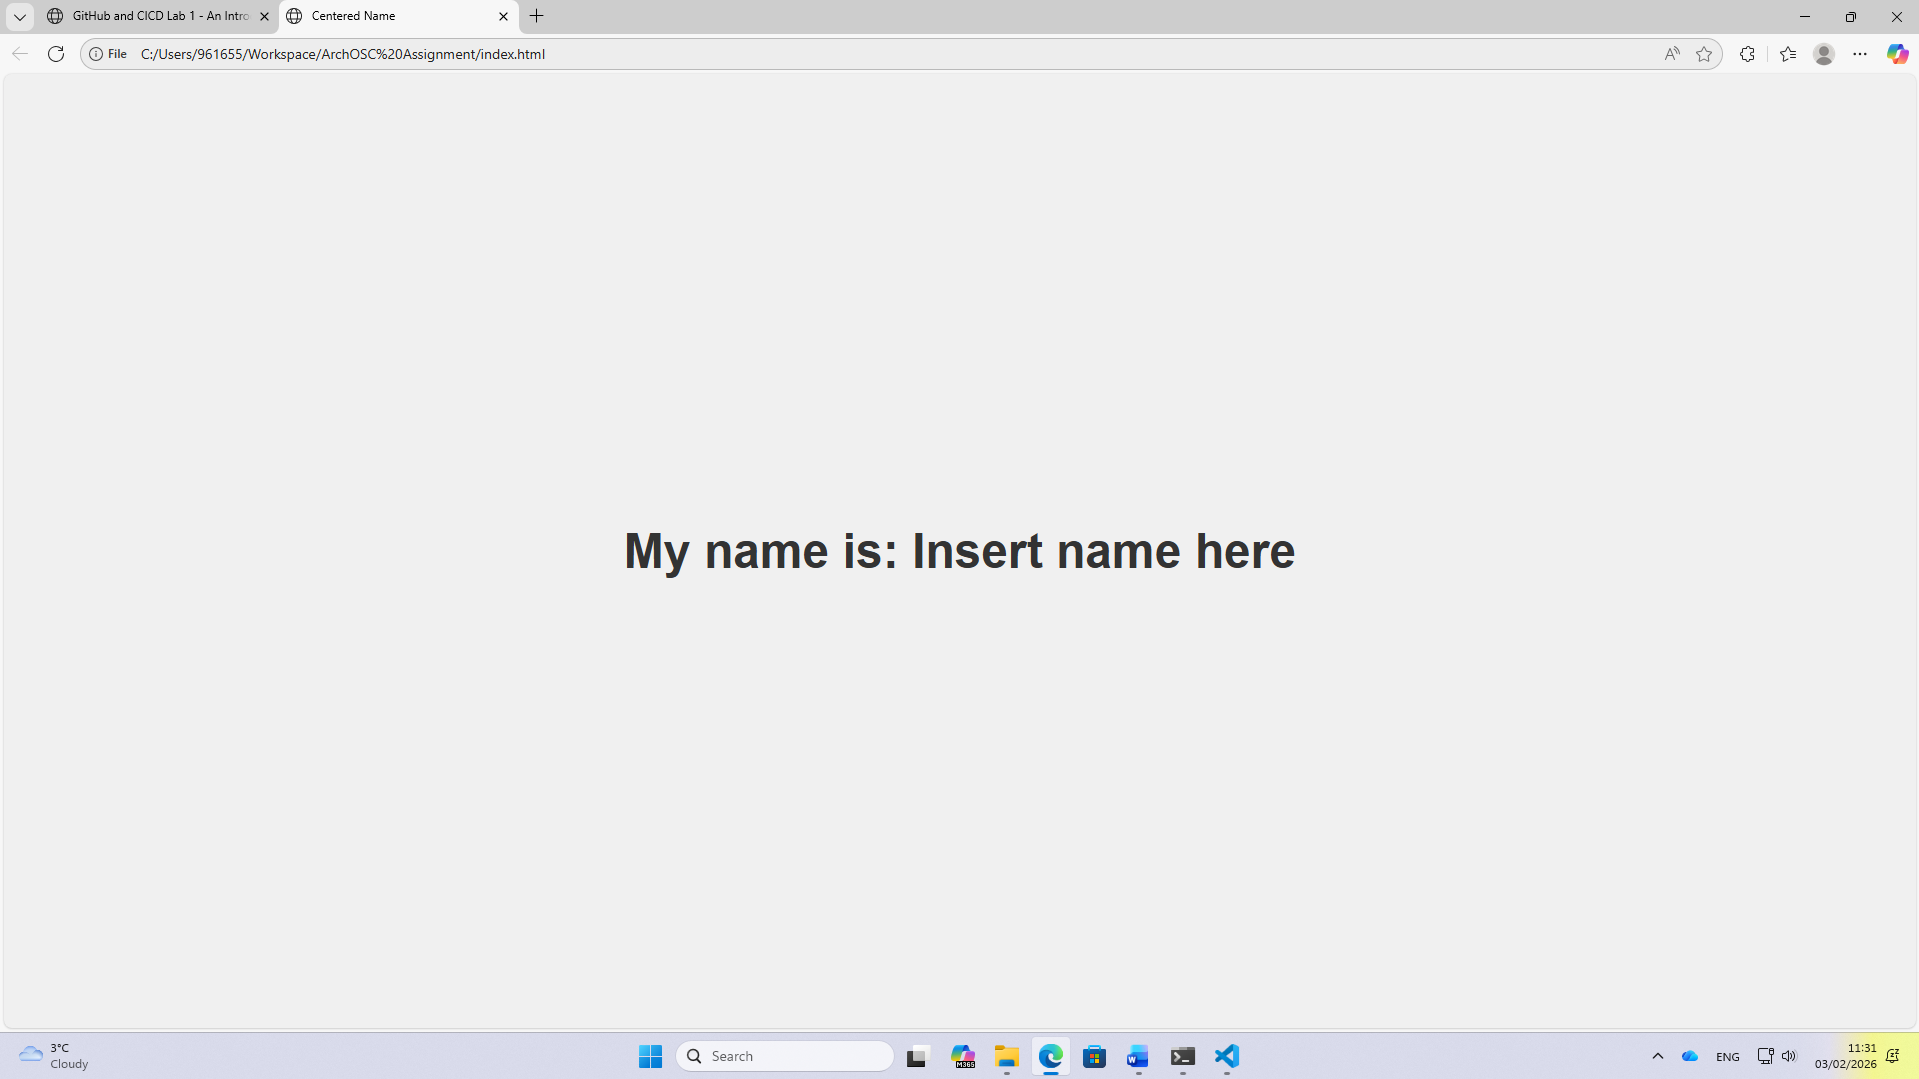 GitHub and CICD Lab 1 - An Intro
Centered Name
File C:/Users/961655/Workspace/ArchOSC%20Assignment/index.html
My name is: Insert name here
3°C
Cloudy
Search
M365
ENG
11:31
03/02/2026